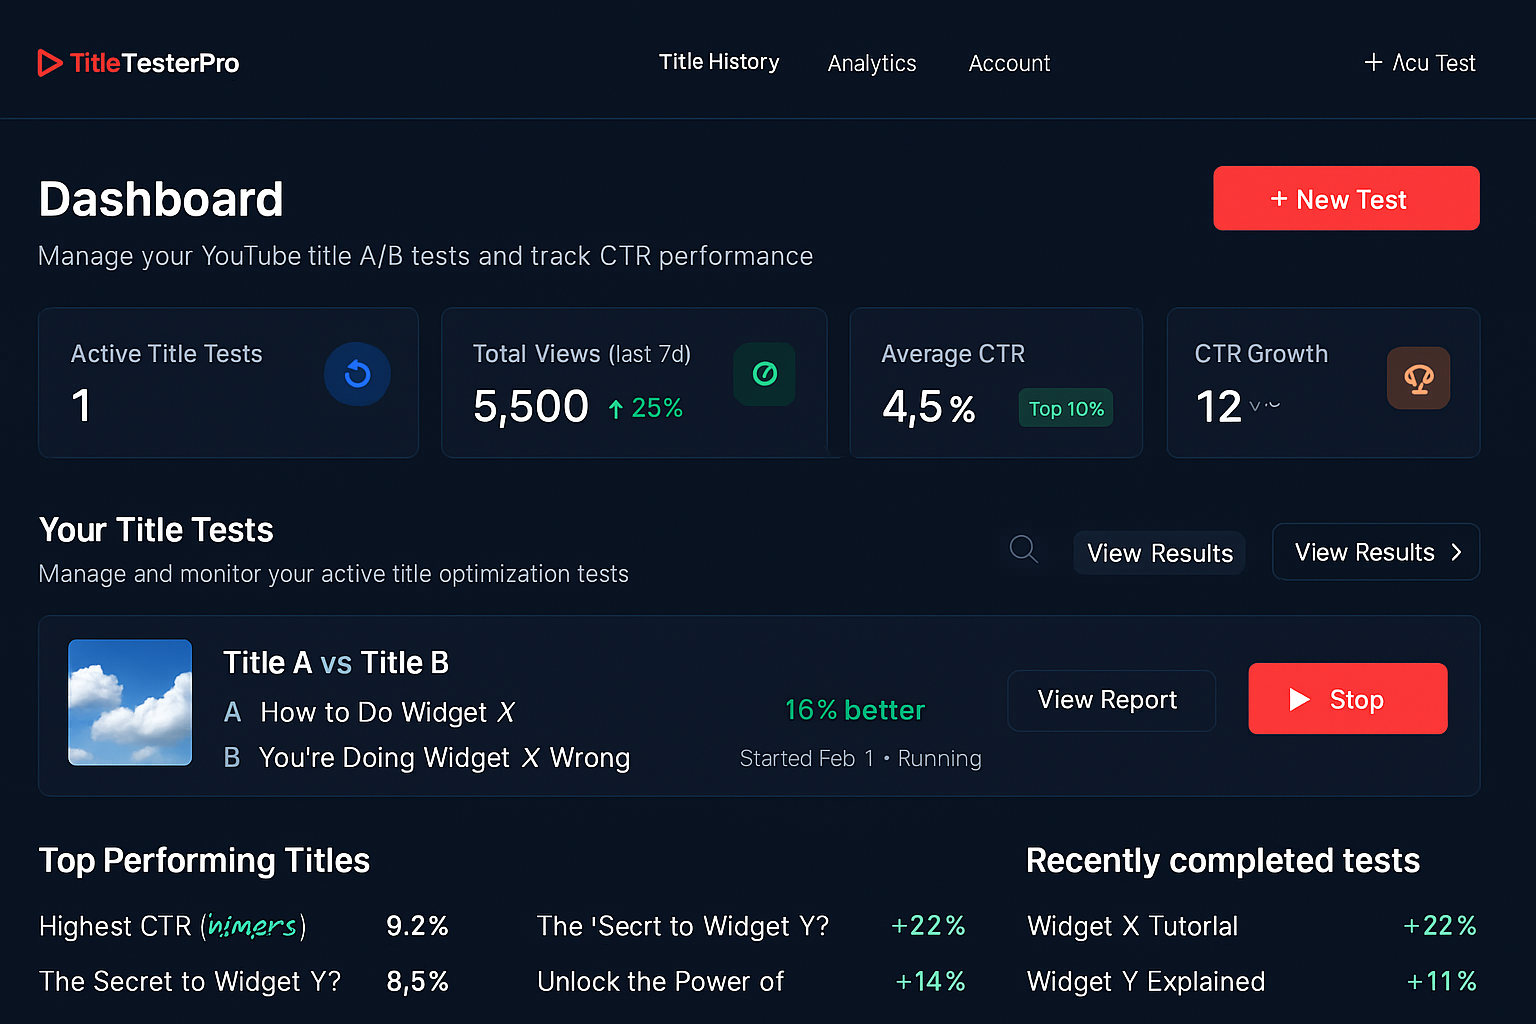 TitleTesterPro
Title History
Analytics
Account
+ Λcu Test
Dashboard
+ New Test
Manage your YouTube title A/B tests and track CTR performance
Active Title Tests
1
Total Views (last 7d)
5,500 ↑ 25%
Average CTR
4,5%
Top 10%
CTR Growth
12
Your Title Tests
Manage and monitor your active title optimization tests
View Results
View Results >
Title A vs Title B
A How to Do Widget X
B You're Doing Widget X Wrong
16% better
Started Feb 1 • Running
View Report
Stop
Top Performing Titles
Highest CTR 9.2%
The Secret to Widget Y? 8,5%
The 'Secrt to Widget Y? +22%
Unlock the Power of +14%
Recently completed tests
Widget X Tutorlal +22%
Widget Y Explained +11%